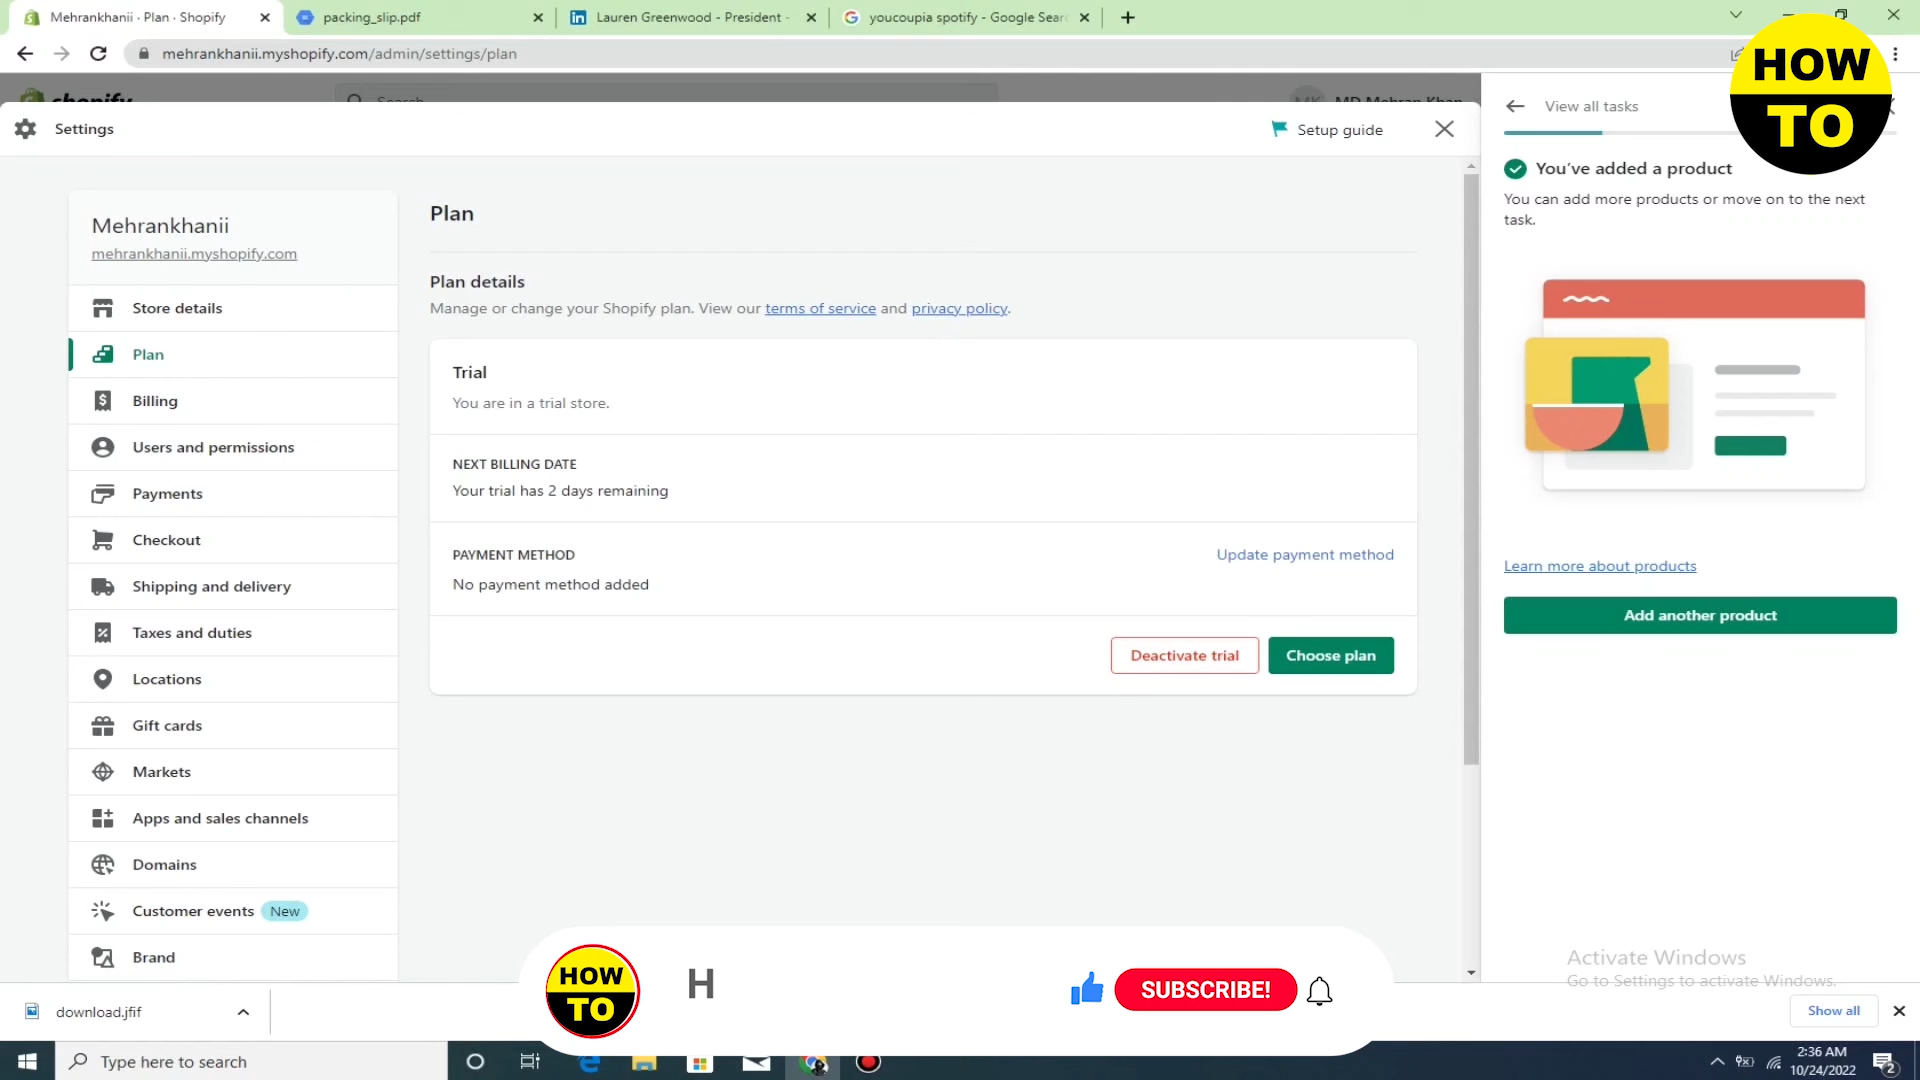 Mehrankhanii · Plan · Shopify
packing_slip.pdf
Lauren Greenwood - President -
youcoupia spotify - Google Sear
mehrankhanii.myshopify.com/admin/settings/plan
shopify
Search
MK
MD Mehran Khan
HOW
TO
Settings
Setup guide
View all tasks
Mehrankhanii
mehrankhanii.myshopify.com
Store details
Plan
Billing
Users and permissions
Payments
Checkout
Shipping and delivery
Taxes and duties
Locations
Gift cards
Markets
Apps and sales channels
Domains
Customer events New
Brand
Plan
Plan details
Manage or change your Shopify plan. View our terms of service and privacy policy.
Trial
You are in a trial store.
NEXT BILLING DATE
Your trial has 2 days remaining
PAYMENT METHOD
Update payment method
No payment method added
Deactivate trial
Choose plan
You've added a product
You can add more products or move on to the next
task.
Learn more about products
Add another product
Activate Windows
Go to Settings to activate Windows.
HOW
TO
H
SUBSCRIBE!
download.jfif
Show all
Type here to search
2:36 AM
10/24/2022
2